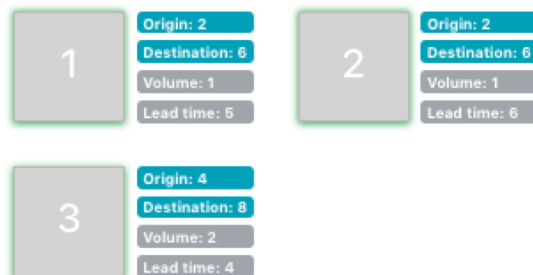 1
Origin: 2
Destination: 6
Volume: 1
Lead time: 5
2
Origin: 2
Destination: 6
Volume: 1
Lead time: 6
3
Origin: 4
Destination: 8
Volume: 2
Lead time: 4